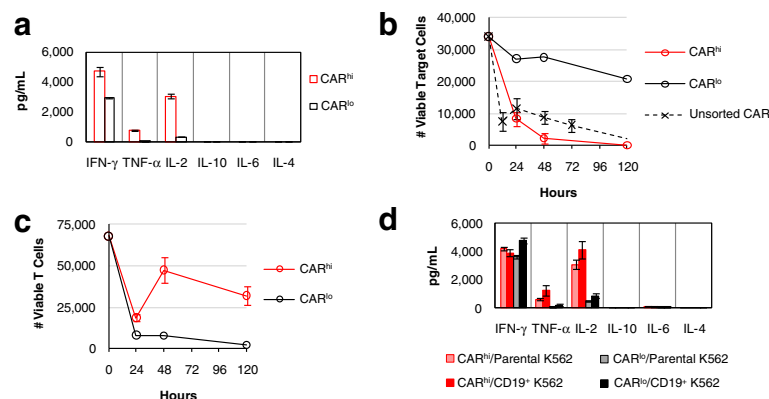 a
6,000
4,000
2,000
0
pg/mL
IFN-γ TNF-α IL-2 IL-10 IL-6 IL-4
CARhi
CARlo
b
40,000
30,000
20,000
10,000
0
# Viable Target Cells
0 24 48 72 96 120
Hours
CARhi
CARlo
Unsorted CAR
c
75,000
50,000
25,000
0
# Viable T Cells
0 24 48 72 96 120
Hours
CARhi
CARlo
d
6,000
4,000
2,000
0
pg/mL
IFN-γ TNF-α IL-2 IL-10 IL-6 IL-4
CARhi/Parental K562
CARlo/Parental K562
CARhi/CD19+ K562
CARlo/CD19+ K562